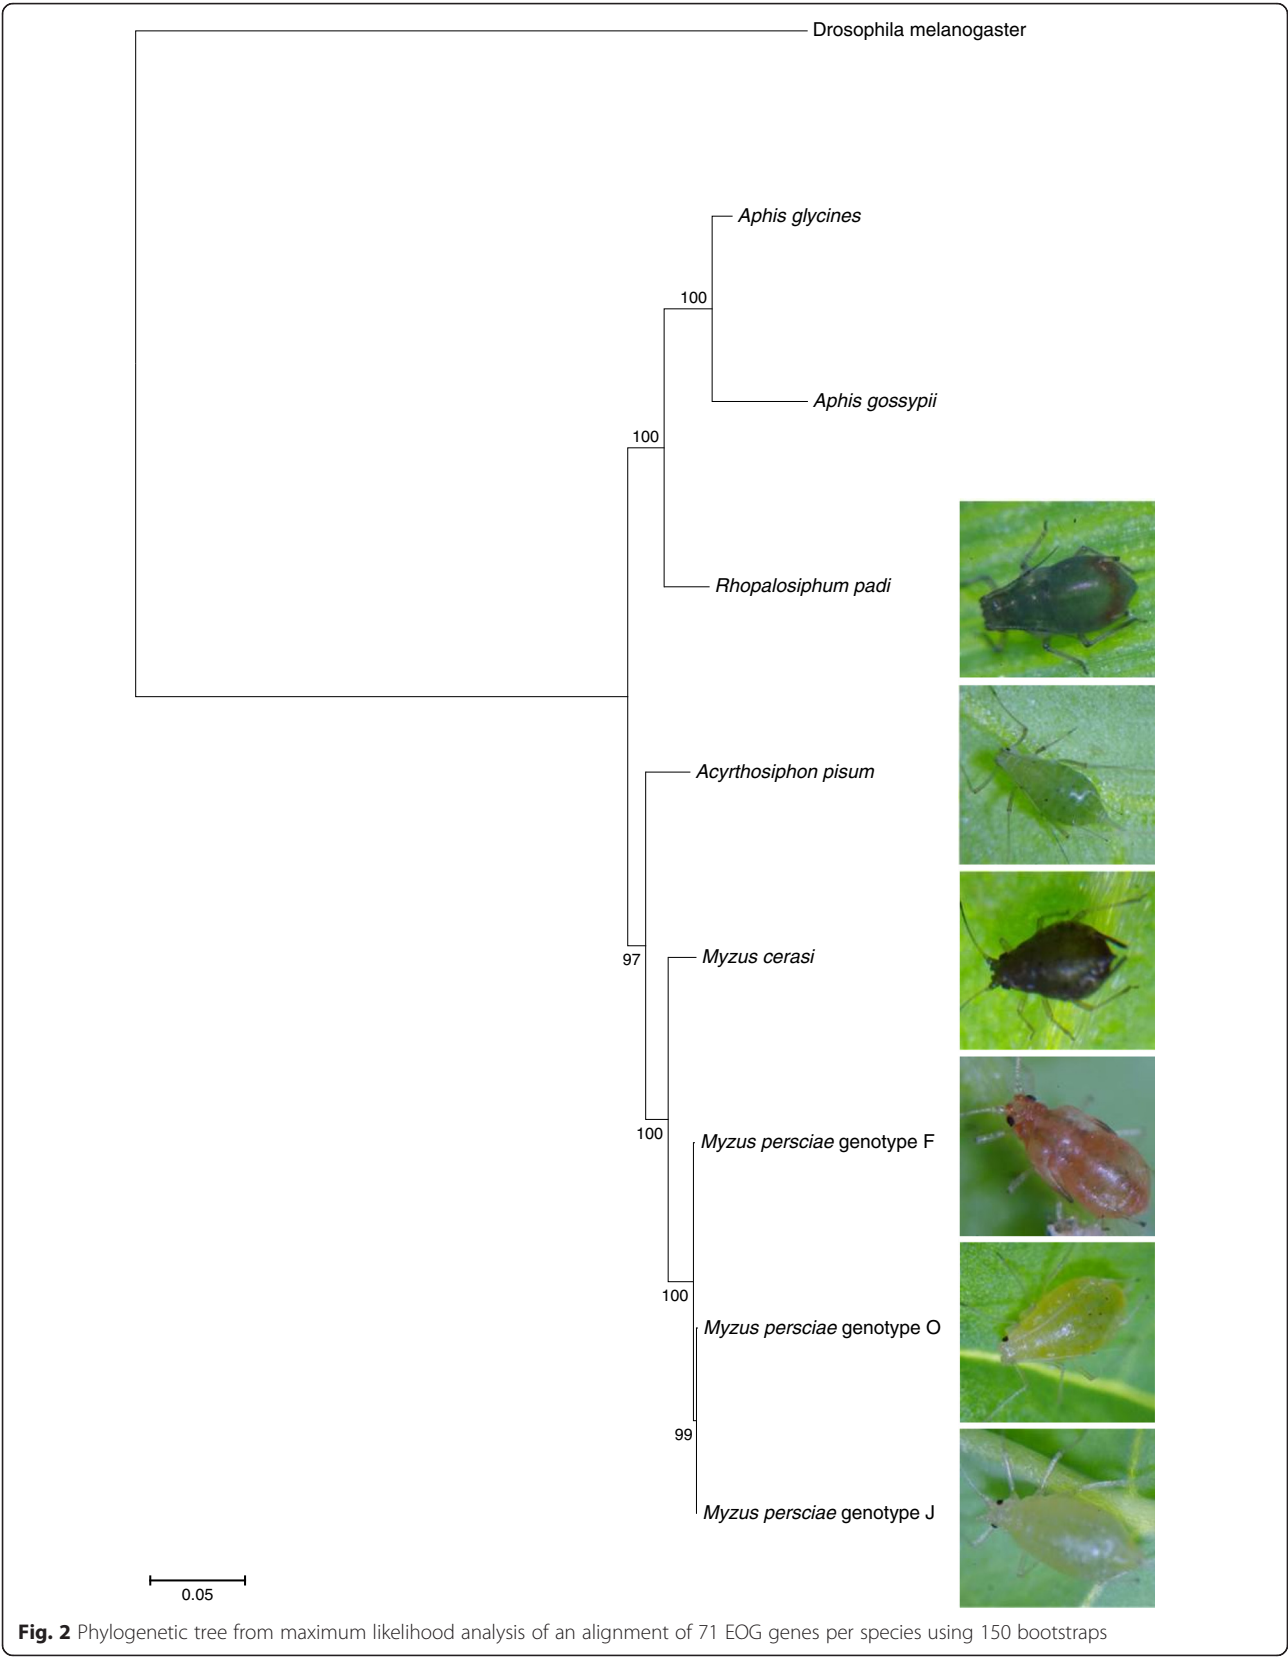 Drosophila melanogaster
Aphis glycines
100
Aphis gossypii
100
Rhopalosiphum padi
Acyrthosiphon pisum
97
Myzus cerasi
100
Myzus persciae genotype F
100
Myzus persciae genotype O
99
Myzus persciae genotype J
0.05
Fig. 2 Phylogenetic tree from maximum likelihood analysis of an alignment of 71 EOG genes per species using 150 bootstraps